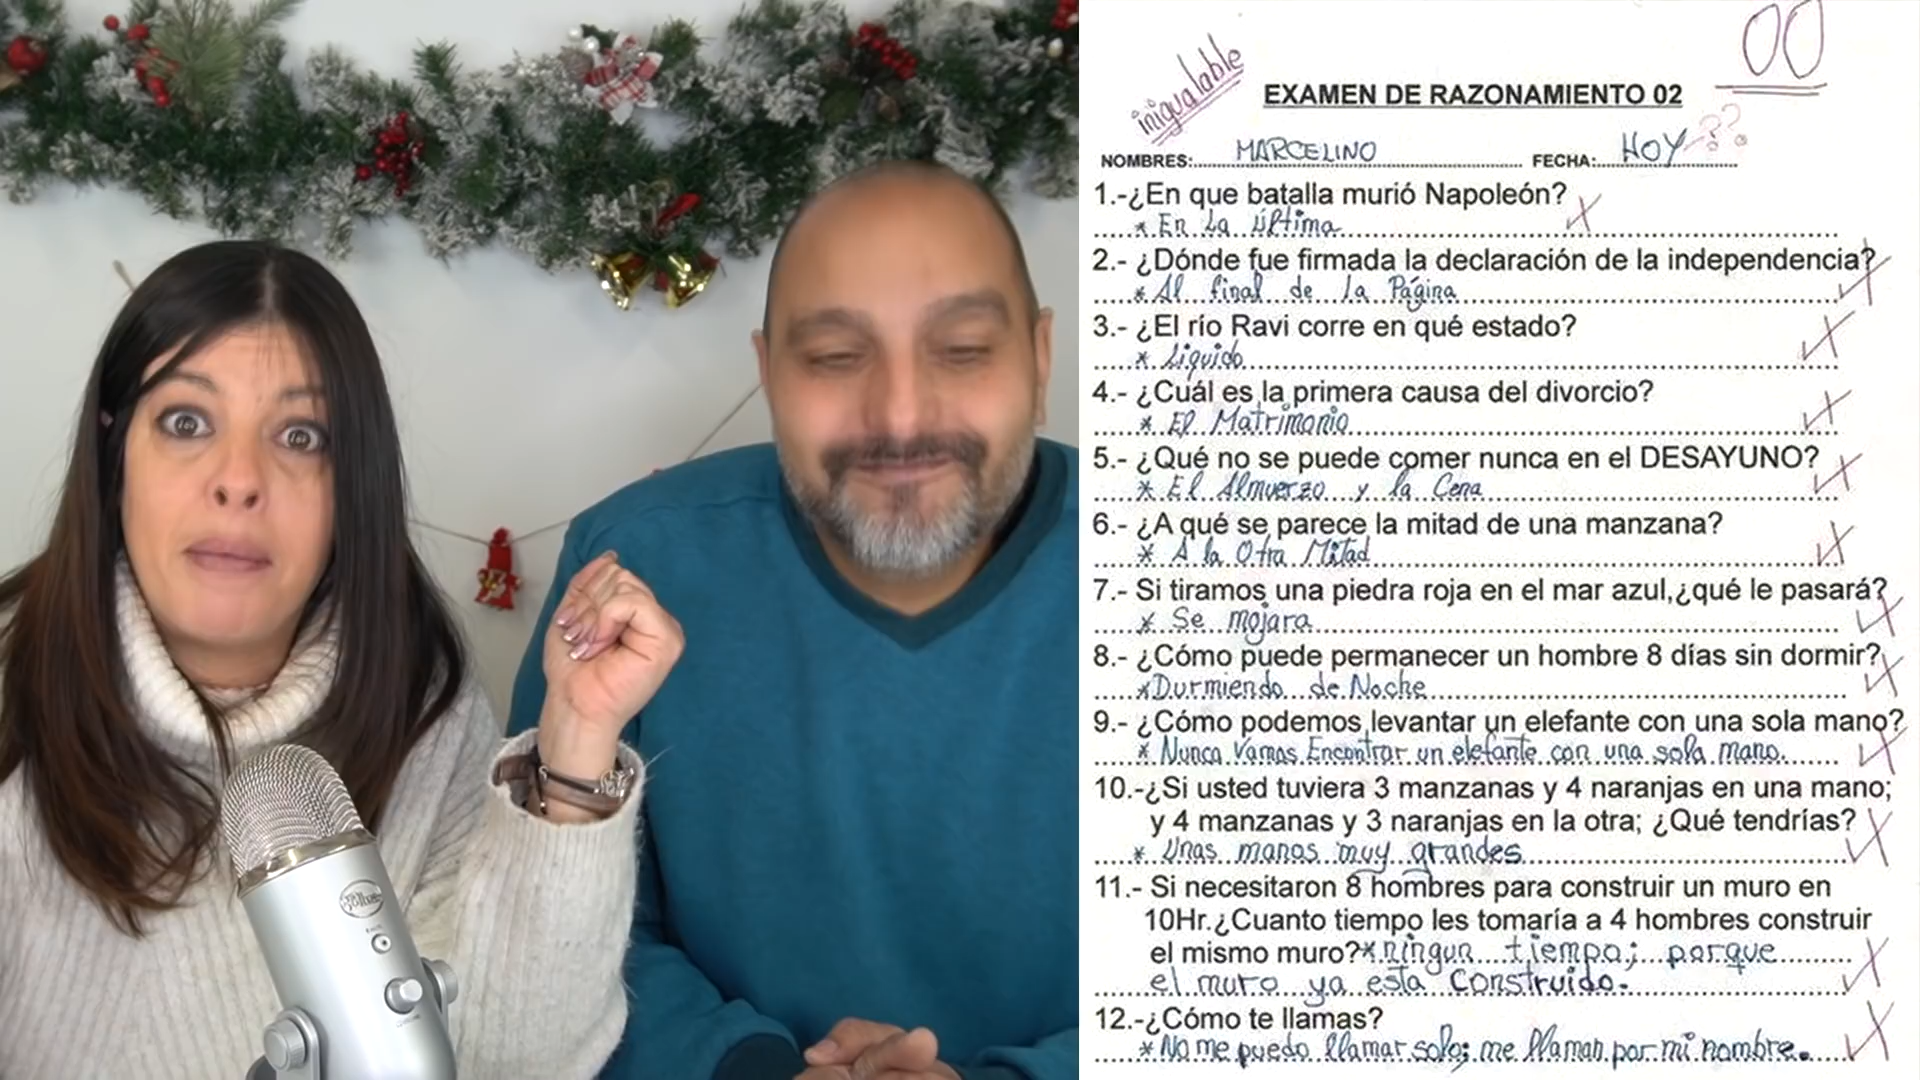 00
inigualable
EXAMEN DE RAZONAMIENTO 02
NOMBRES: MARCELINO FECHA: HOY ??
1.-¿En que batalla murió Napoleón?
* En La última
2.- ¿Dónde fue firmada la declaración de la independencia?
* Al final de la Página
3.- ¿El río Ravi corre en qué estado?
* Liquido
4.- ¿Cuál es la primera causa del divorcio?
* El Matrimonio
5.- ¿Qué no se puede comer nunca en el DESAYUNO?
* El Almuerzo y la Cena
6.- ¿A qué se parece la mitad de una manzana?
* A la Otra Mitad
7.- Si tiramos una piedra roja en el mar azul,¿qué le pasará?
* Se mojara
8.- ¿Cómo puede permanecer un hombre 8 días sin dormir?
*Durmiendo de Noche
9.- ¿Cómo podemos levantar un elefante con una sola mano?
* Nunca Vamos Encontrar un elefante con una sola mano.
10.-¿Si usted tuviera 3 manzanas y 4 naranjas en una mano;
y 4 manzanas y 3 naranjas en la otra; ¿Qué tendrías?
* Unas manos muy grandes
11.- Si necesitaron 8 hombres para construir un muro en
10Hr.¿Cuanto tiempo les tomaría a 4 hombres construir
el mismo muro?*ningun tiempo; porque
el muro ya esta construido.
12.-¿Cómo te llamas?
*No me puedo llamar solo; me llaman por mi nombre.